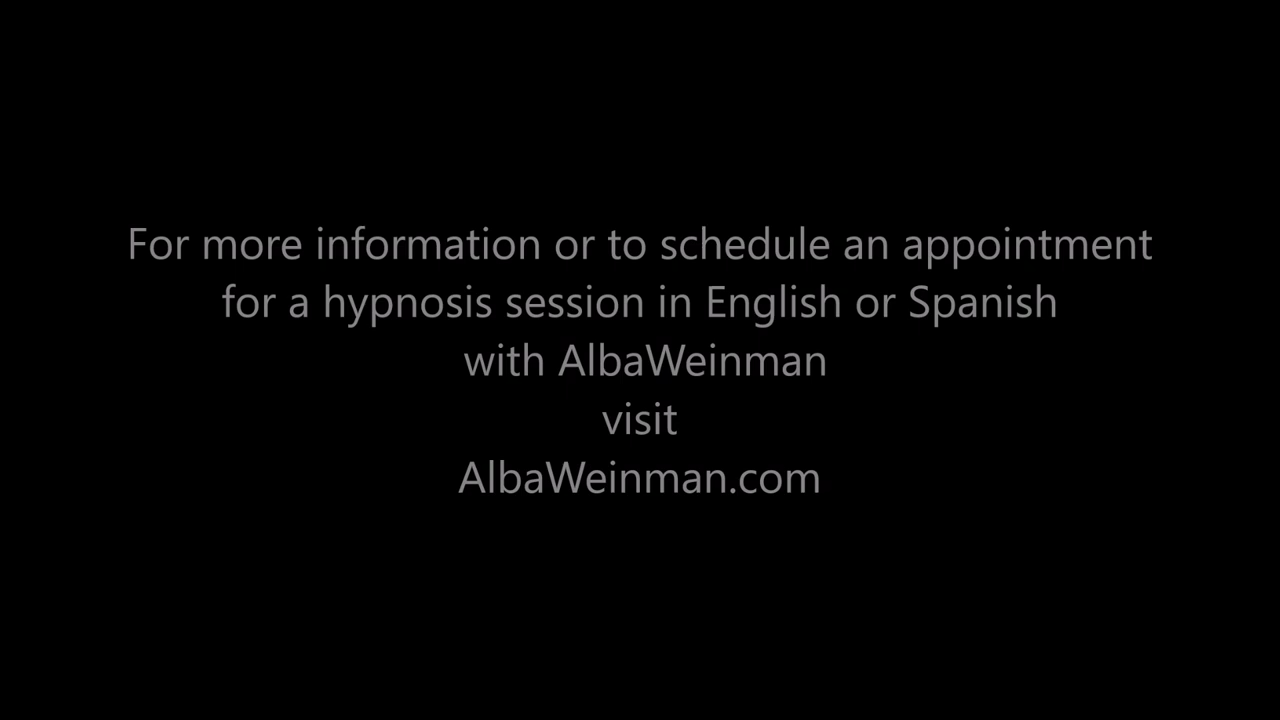 For more information or to schedule an appointment
for a hypnosis session in English or Spanish
with AlbaWeinman
visit
AlbaWeinman.com